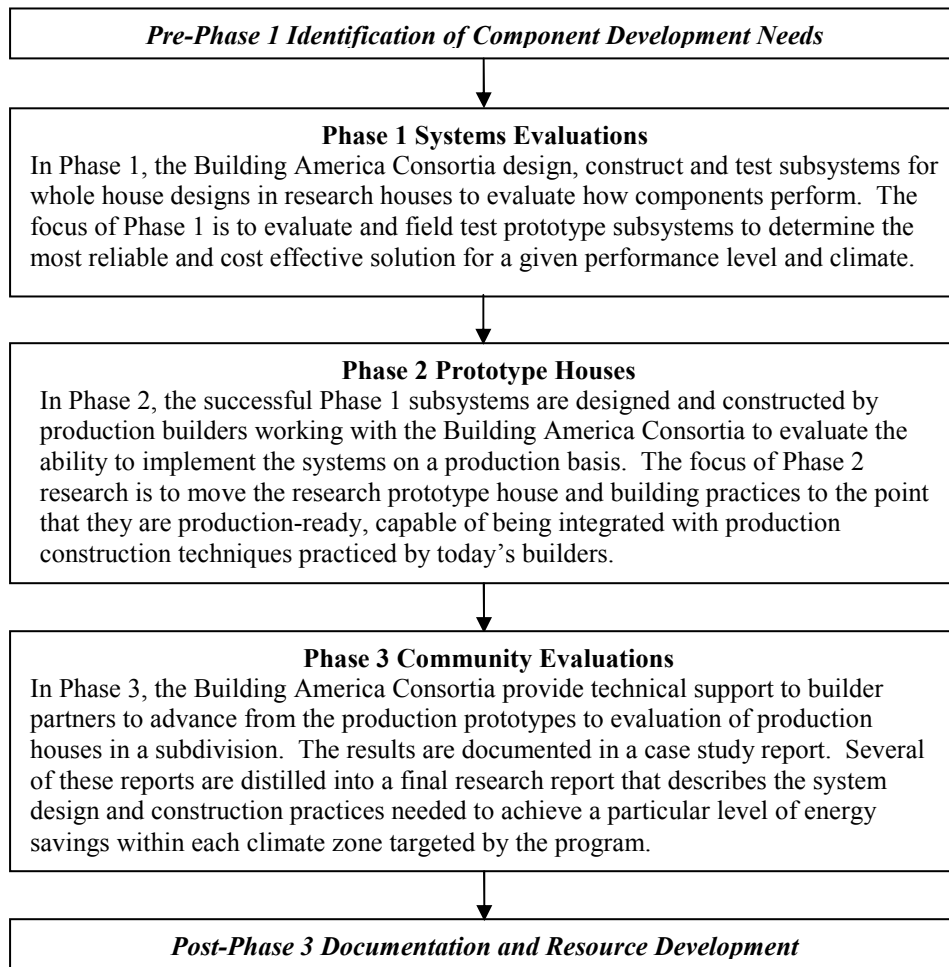 Pre-Phase 1 Identification of Component Development Needs
Phase 1 Systems Evaluations
In Phase 1, the Building America Consortia design, construct and test subsystems for
whole house designs in research houses to evaluate how components perform.  The
focus of Phase 1 is to evaluate and field test prototype subsystems to determine the
most reliable and cost effective solution for a given performance level and climate.
Phase 2 Prototype Houses
In Phase 2, the successful Phase 1 subsystems are designed and constructed by
production builders working with the Building America Consortia to evaluate the
ability to implement the systems on a production basis.  The focus of Phase 2
research is to move the research prototype house and building practices to the point
that they are production-ready, capable of being integrated with production
construction techniques practiced by today’s builders.
Phase 3 Community Evaluations
In Phase 3, the Building America Consortia provide technical support to builder
partners to advance from the production prototypes to evaluation of production
houses in a subdivision.  The results are documented in a case study report.  Several
of these reports are distilled into a final research report that describes the system
design and construction practices needed to achieve a particular level of energy
savings within each climate zone targeted by the program.
Post-Phase 3 Documentation and Resource Development